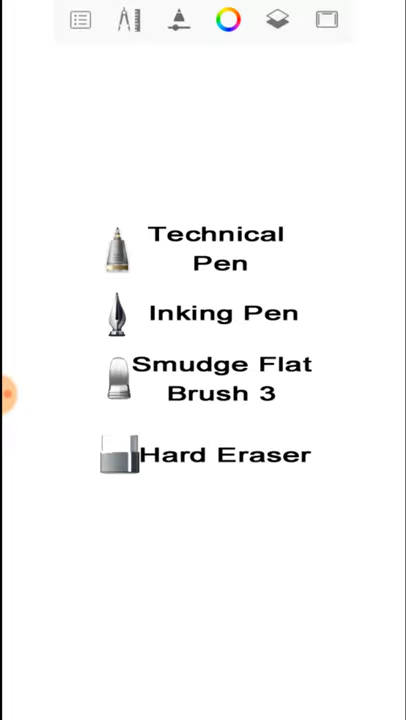 Technical
Pen
Inking Pen
Smudge Flat
Brush 3
Hard Eraser